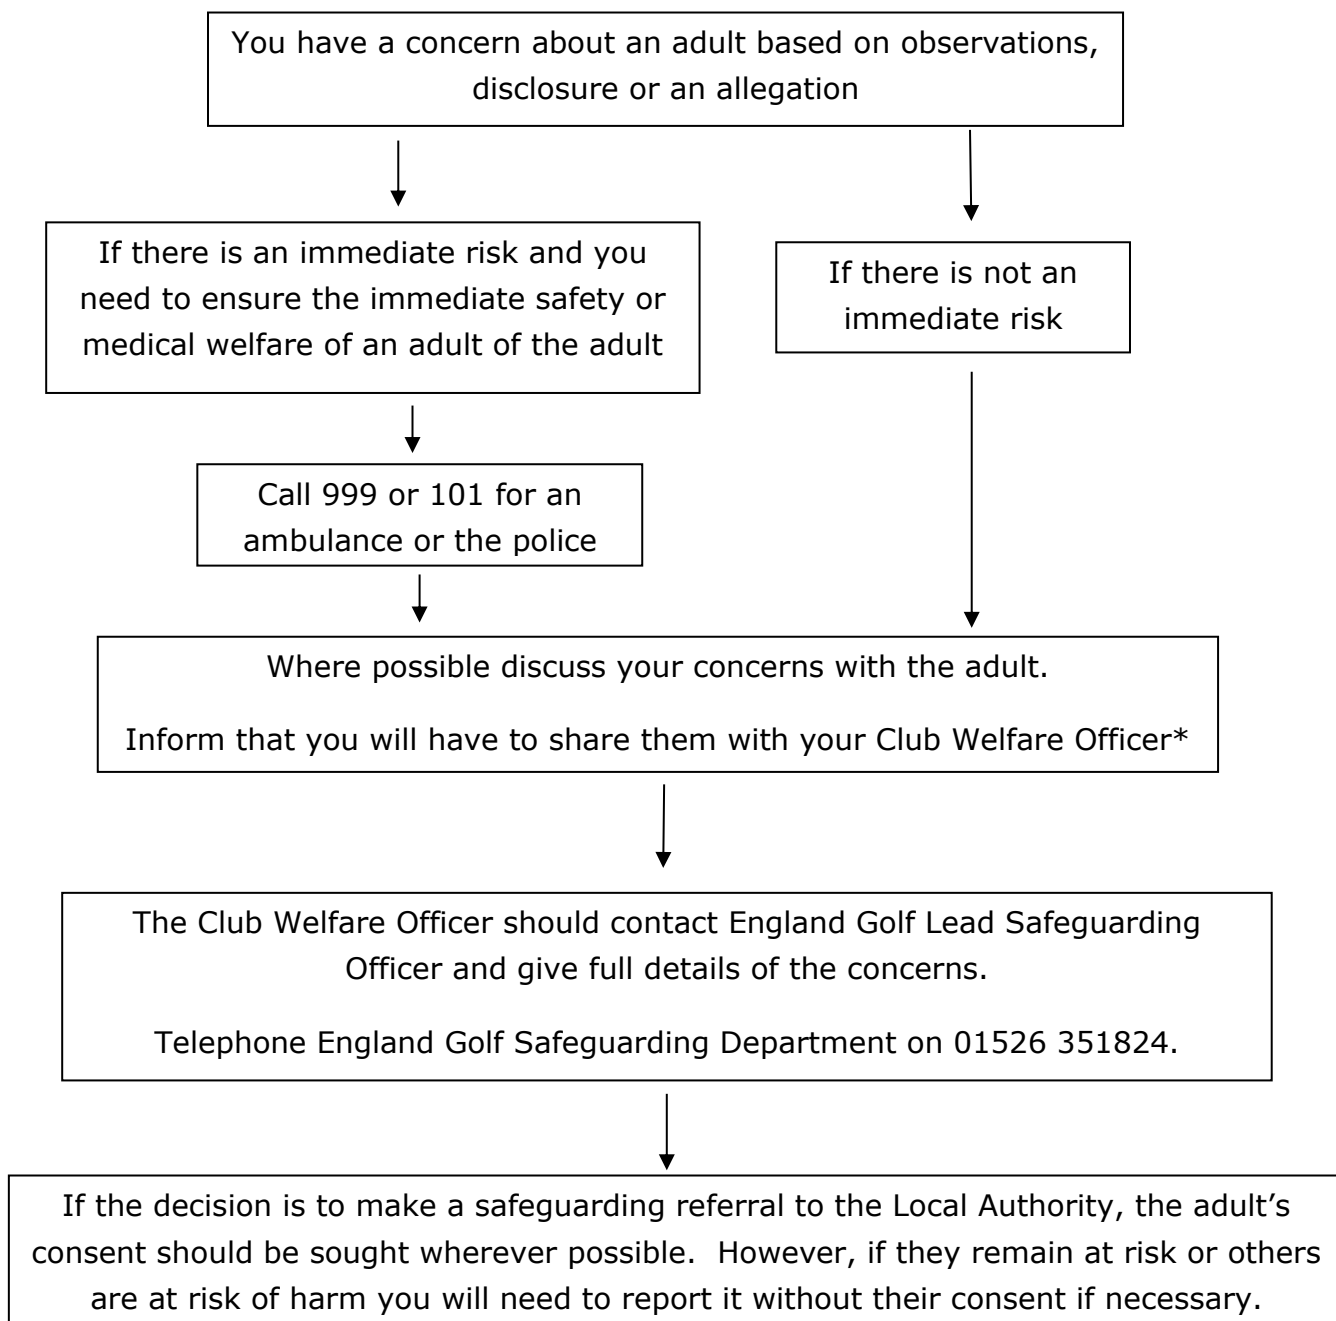 You have a concern about an adult based on observations,
disclosure or an allegation
If there is an immediate risk and you
need to ensure the immediate safety or
medical welfare of an adult of the adult
If there is not an
immediate risk
Call 999 or 101 for an
ambulance or the police
Where possible discuss your concerns with the adult.
Inform that you will have to share them with your Club Welfare Officer*
The Club Welfare Officer should contact England Golf Lead Safeguarding
Officer and give full details of the concerns.
Telephone England Golf Safeguarding Department on 01526 351824.
If the decision is to make a safeguarding referral to the Local Authority, the adult’s
consent should be sought wherever possible.  However, if they remain at risk or others
are at risk of harm you will need to report it without their consent if necessary.